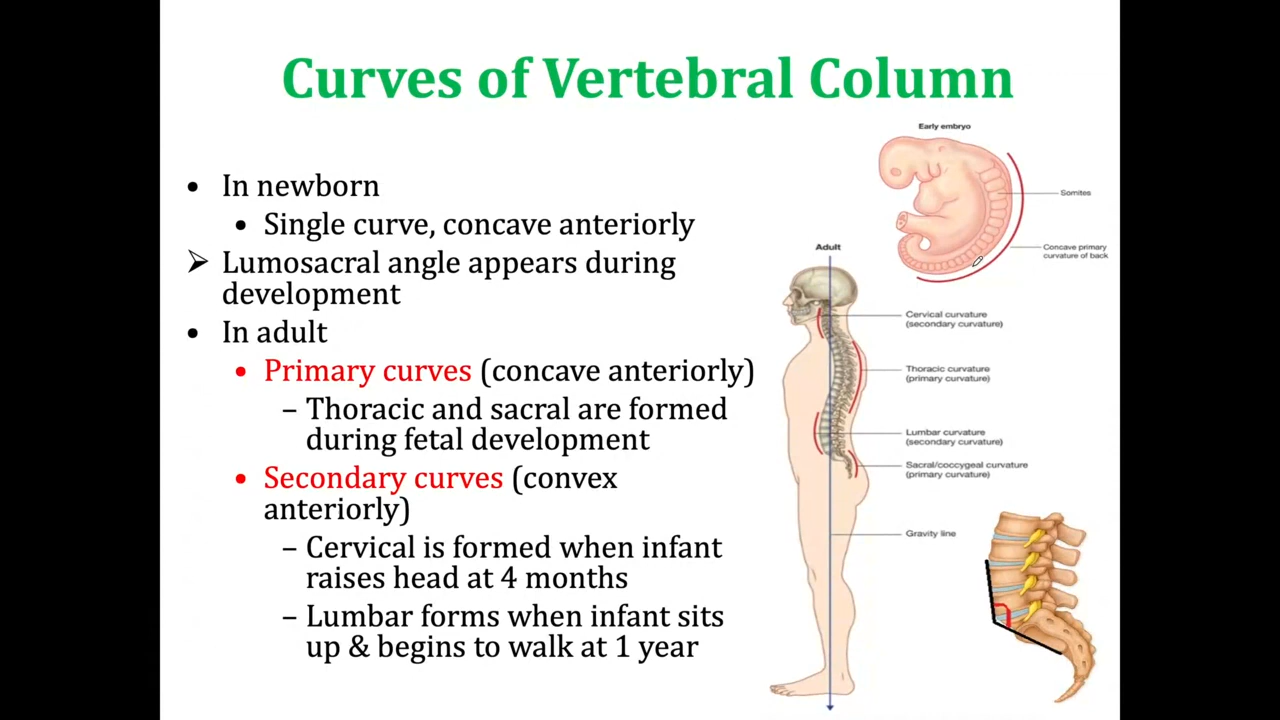 Curves of Vertebral Column
• In newborn
• Single curve, concave anteriorly
➢ Lumosacral angle appears during
development
• In adult
• Primary curves (concave anteriorly)
– Thoracic and sacral are formed
during fetal development
• Secondary curves (convex
anteriorly)
– Cervical is formed when infant
raises head at 4 months
– Lumbar forms when infant sits
up & begins to walk at 1 year
Early embryo
Somites
Concave primary
curvature of back
Adult
Cervical curvature
(secondary curvature)
Thoracic curvature
(primary curvature)
Lumbar curvature
(secondary curvature)
Sacral/coccygeal curvature
(primary curvature)
Gravity line